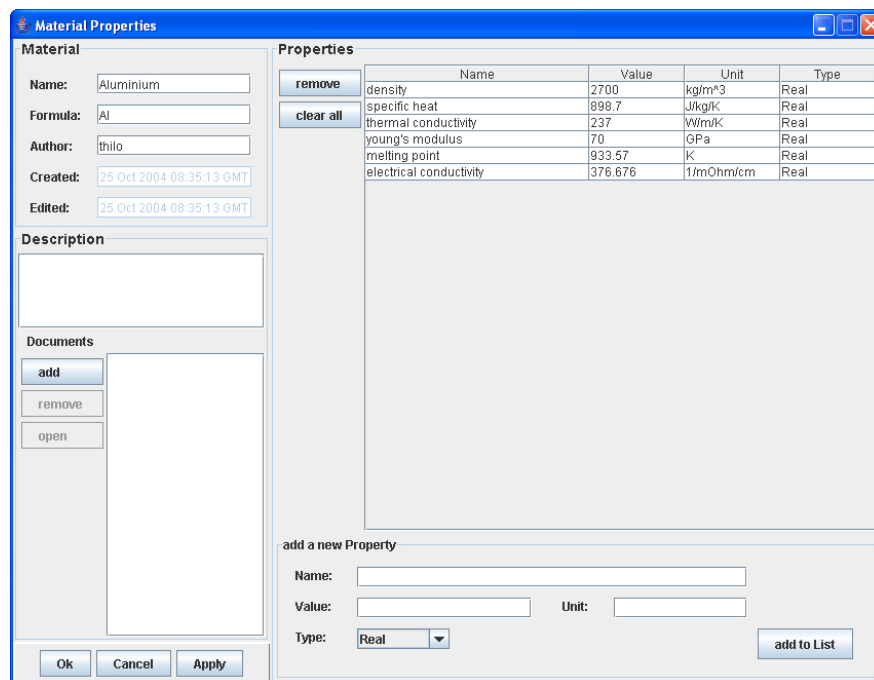 Material Properties
Material
Name: Aluminium
Formula: Al
Author: thilo
Created: 25 Oct 2004 08:35:13 GMT
Edited: 25 Oct 2004 08:35:13 GMT
Description
Documents
add
remove
open
Ok Cancel Apply
Properties
remove
clear all
Name Value Unit Type
density 2700 kg/m^3 Real
specific heat 898.7 J/kg/K Real
thermal conductivity 237 W/m/K Real
young's modulus 70 GPa Real
melting point 933.57 K Real
electrical conductivity 376.676 1/mOhm/cm Real
add a new Property
Name:
Value: Unit:
Type: Real
add to List